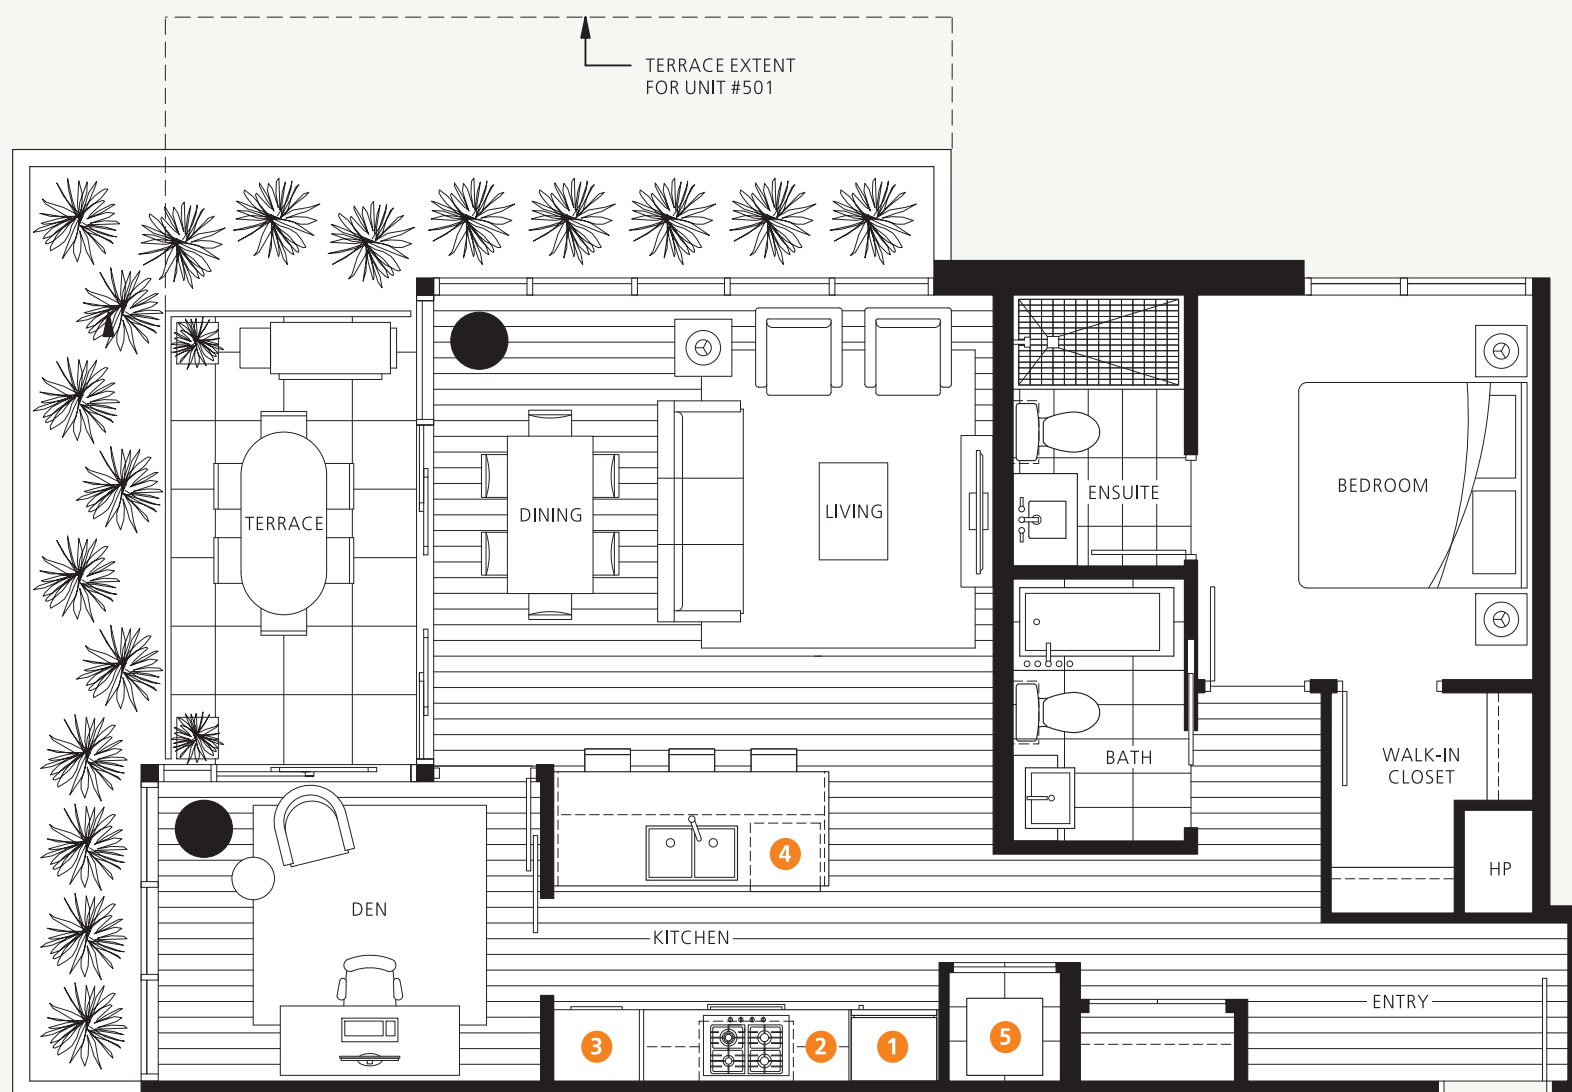 TERRACE EXTENT
FOR UNIT #501
TERRACE
DINING
LIVING
ENSUITE
BEDROOM
BATH
WALK-IN
CLOSET
HP
DEN
KITCHEN
ENTRY
4
3
2
1
5